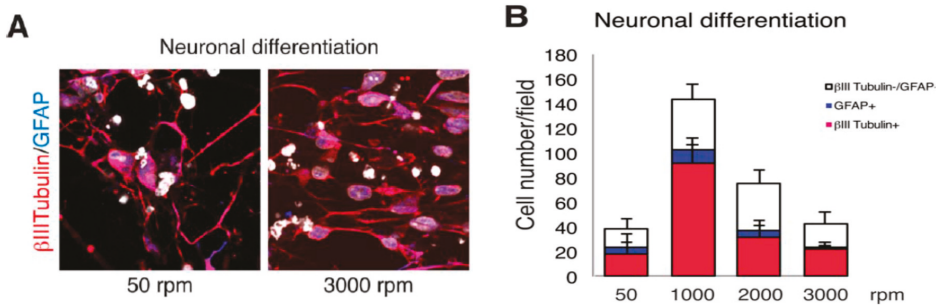 A
Neuronal differentiation
βIIITubulin/GFAP
50 rpm
3000 rpm
B
Neuronal differentiation
Cell number/field
180
160
140
120
100
80
60
40
20
0
βIII Tubulin-/GFAP-
GFAP+
βIII Tubulin+
50 1000 2000 3000 rpm